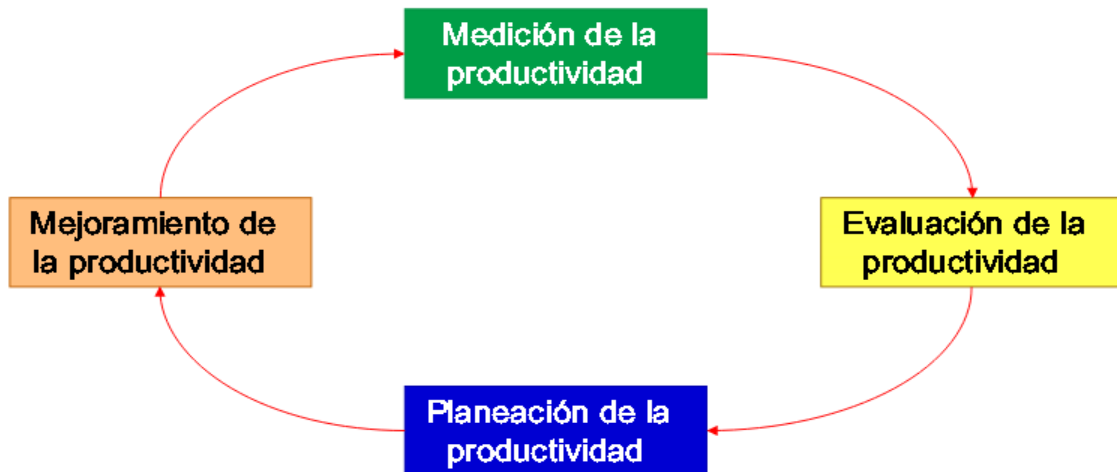 Medición de la
productividad
Mejoramiento de
la productividad
Evaluación de la
productividad
Planeación de la
productividad